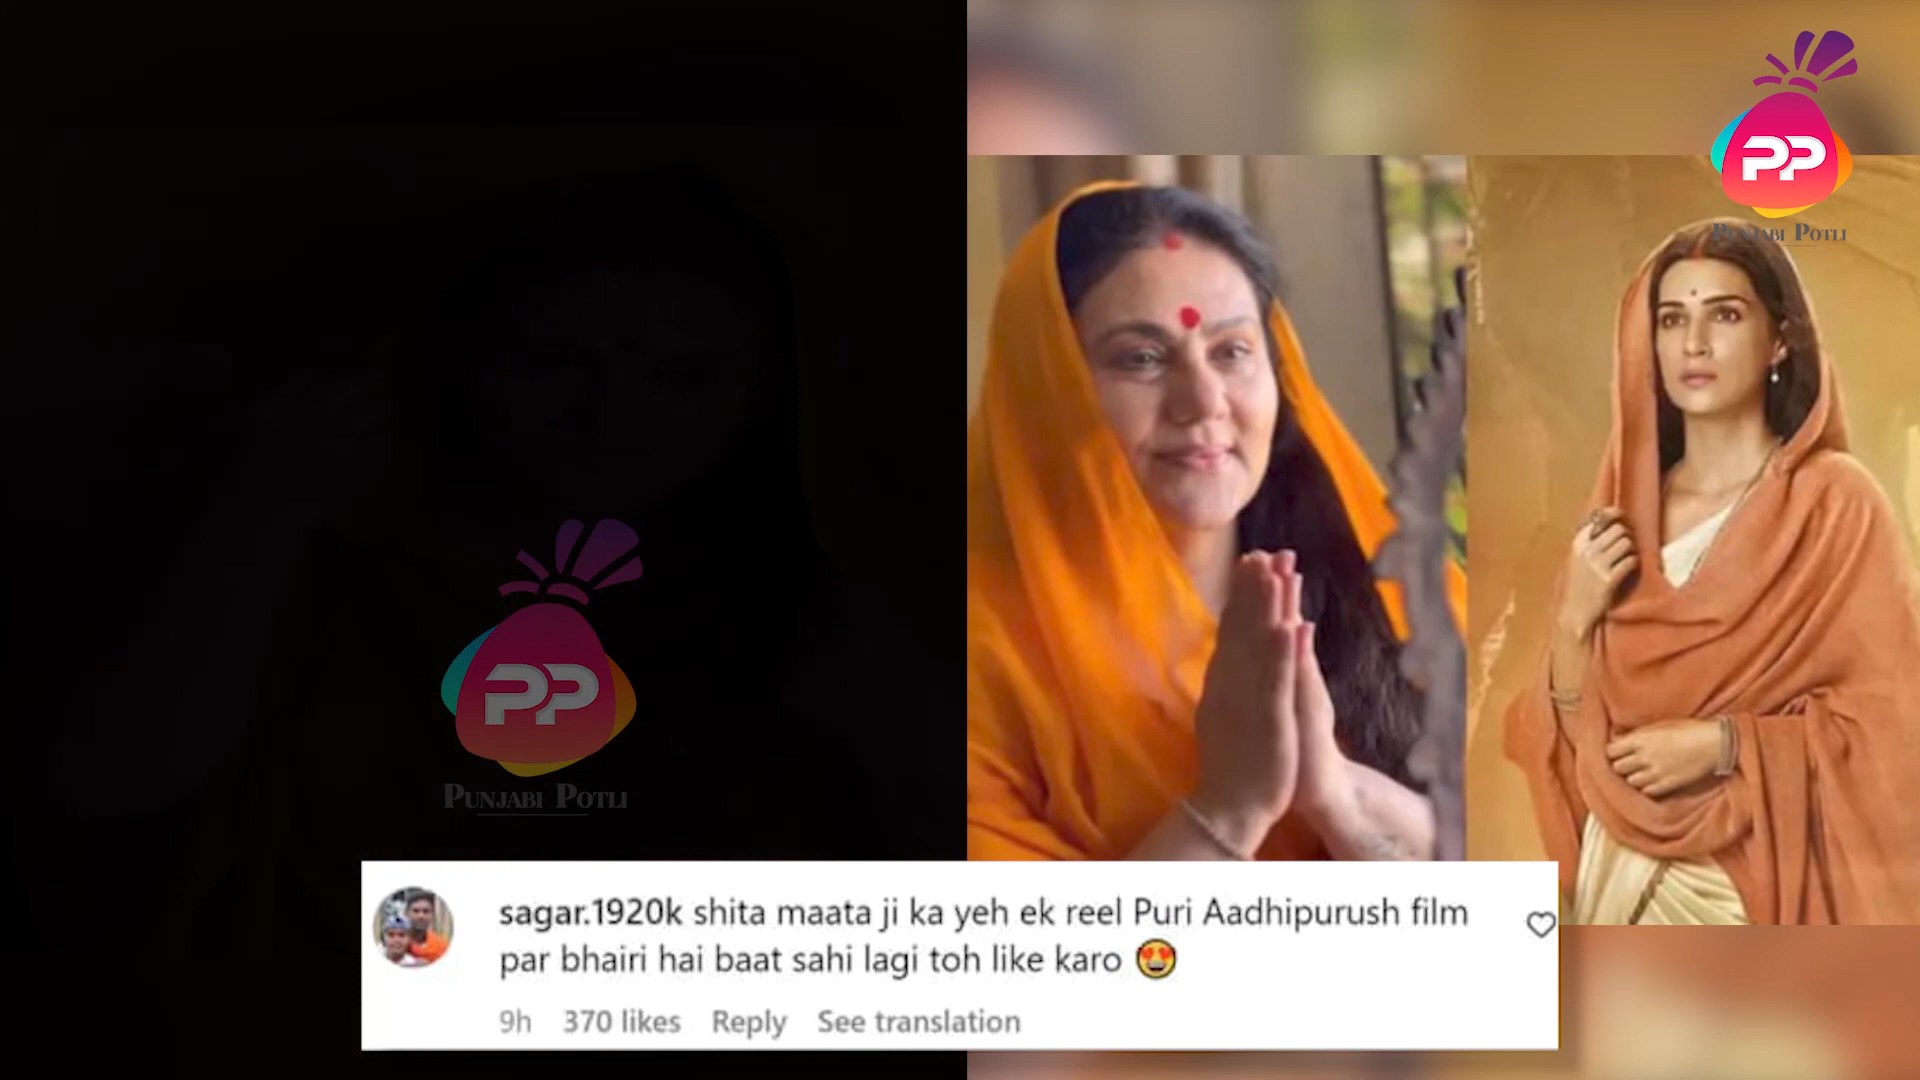 PP
PUNJABI POTLI
PP
PUNJABI POTLI
sagar.1920k shita maata ji ka yeh ek reel Puri Aadhipurush film
par bhairi hai baat sahi lagi toh like karo
9h 370 likes Reply See translation